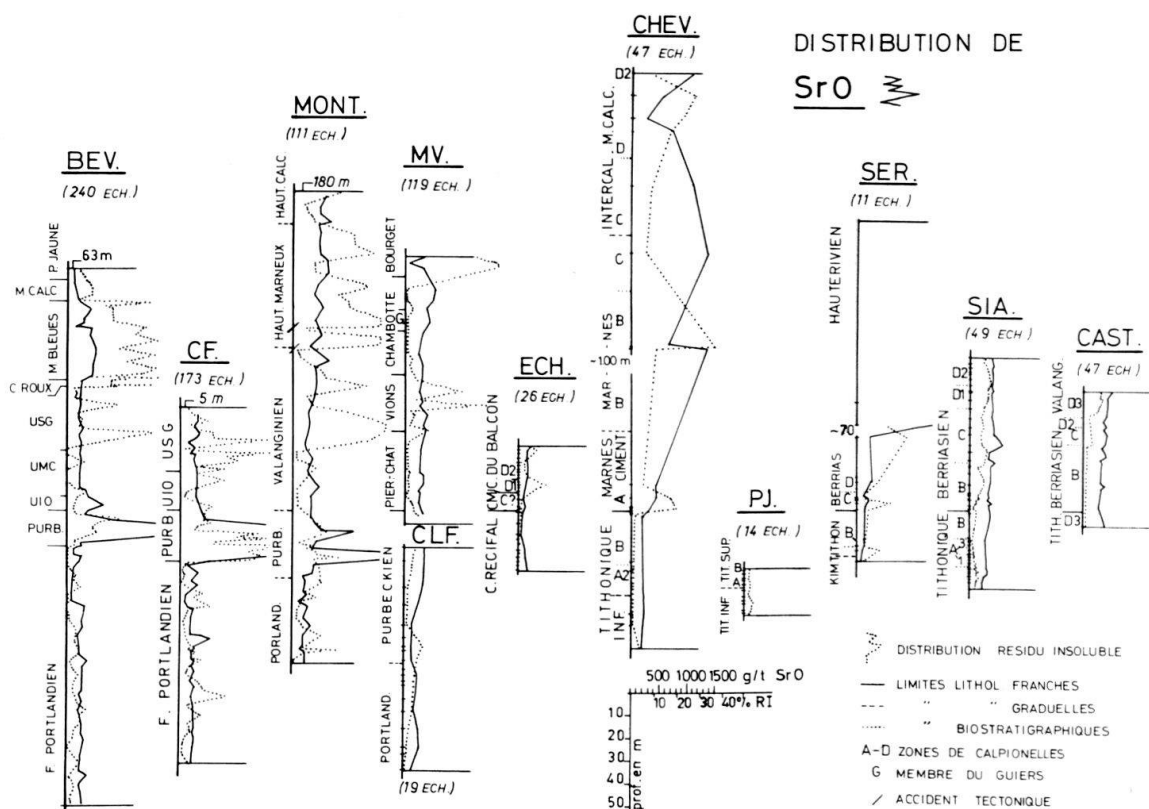 DISTRIBUTION DE
SrO
BEV.
(240 ECH.)
63 m
P. JAUNE
M.CALC
M.BLEUES
C ROUX
USG
UMC
UIO
PURB.
F. PORTLANDIEN
CF.
(173 ECH.)
5 m
USG
UIO
PURB
F. PORTLANDIEN
MONT.
(111 ECH.)
180 m
HAUT. CALC.
HAUT. MARNEUX
VALANGINIEN
PURB.
PORLAND.
MV.
(119 ECH.)
BOURGET
CHAMBOTTE
G
VIONS
PIER-CHAT
CLF.
PURBECKIEN
PORTLAND.
(19 ECH.)
ECH.
(26 ECH.)
C.RECIFAL
C MC. DU BALCON
D2
D1
C?
CHEV.
(47 ECH.)
INTERCAL. M.CALC.
-NES
MAR
MARNES
CIMENT
TITHONIQUE
INF
D2
D
C
C
B
-100 m
B
A
B
A2
500 1000 1500 g/t SrO
10 20 30 40% RI
prof. en m
10
20
30
40
50
PJ.
(14 ECH.)
TIT SUP.
TIT INF
B
A
SER.
(11 ECH.)
HAUTERIVIEN
-70
BERRIAS
TITHON
KIM
D
C
B
SIA.
(49 ECH)
BERRIASIEN
TITHONIQUE
D2
D1
C
B
B
A3
CAST.
(47 ECH)
VALANG.
BERRIASIEN
TITH
D3
D2
C
B
D3
DISTRIBUTION RESIDU INSOLUBLE
LIMITES LITHOL FRANCHES
" " GRADUELLES
" BIOSTRATIGRAPHIQUES
A-D ZONES DE CALPIONELLES
G MEMBRE DU GUIERS
/ ACCIDENT TECTONIQUE